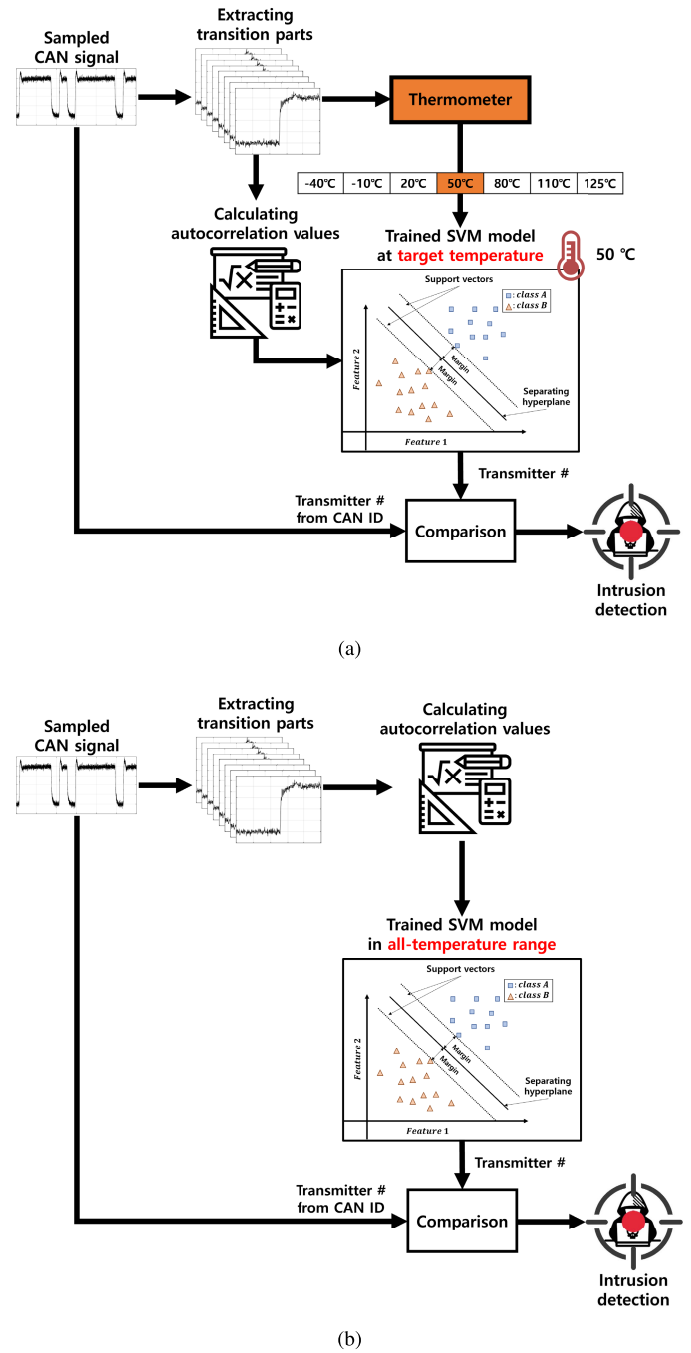 Extracting
transition parts
Sampled
CAN signal
Thermometer
-40℃ -10℃ 20℃ 50℃ 80℃ 110℃ 125℃
Calculating
autocorrelation values
Trained SVM model
at target temperature
50 ℃
Support vectors
: class A
: class B
Margin
Margin
Separating
hyperplane
Feature 2
Feature 1
Transmitter #
Transmitter #
from CAN ID
Comparison
Intrusion
detection
(a)
Calculating
autocorrelation values
Extracting
transition parts
Sampled
CAN signal
Trained SVM model
in all-temperature range
Support vectors
: class A
: class B
Margin
Margin
Separating
hyperplane
Feature 2
Feature 1
Transmitter #
Transmitter #
from CAN ID
Comparison
Intrusion
detection
(b)